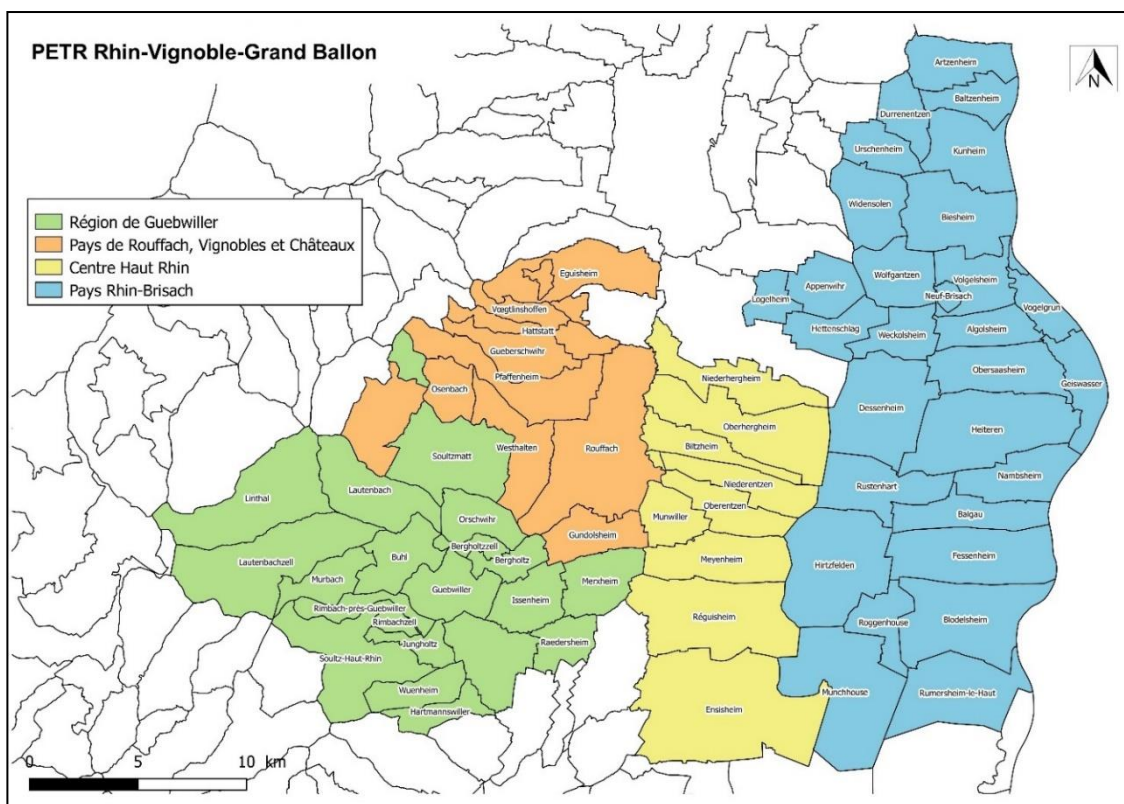 PETR Rhin-Vignoble-Grand Ballon
N
Région de Guebwiller
Pays de Rouffach, Vignobles et Châteaux
Centre Haut Rhin
Pays Rhin-Brisach
Artzenheim
Baltzenheim
Durrenentzen
Urschenheim
Kunheim
Widensolen
Biesheim
Eguisheim
Wolfgantzen
Volgelsheim
Appenwihr
Logelheim
Neuf-Brisach
Vogelgrun
Vœgtlinshoffen
Hattstatt
Hettenschlag
Weckolsheim
Algolsheim
Gueberschwihr
Pfaffenheim
Niederhergheim
Obersaasheim
Geiswasser
Osenbach
Dessenheim
Oberhergheim
Heiteren
Biltzheim
Westhalten
Rouffach
Soultzmatt
Nambsheim
Niederentzen
Rustenhart
Lautenbach
Linthal
Oberentzen
Balgau
Munwiller
Orschwihr
Gundolsheim
Bergholtzzell
Bergholtz
Buhl
Lautenbachzell
Meyenheim
Hirtzfelden
Fessenheim
Murbach
Merxheim
Guebwiller
Issenheim
Rimbach-près-Guebwiller
Rimbachzell
Réguisheim
Roggenhouse
Blodelsheim
Jungholtz
Raedersheim
Soultz-Haut-Rhin
Wuenheim
Munchhouse
Rumersheim-le-Haut
Ensisheim
Hartmannswiller
0 5 10 km